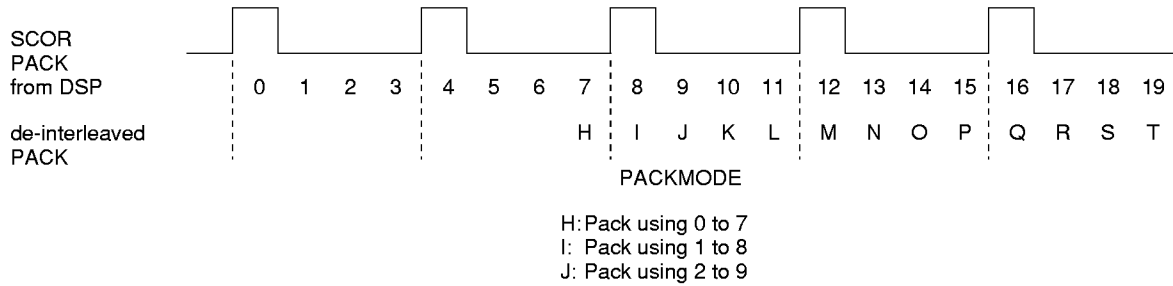 SCOR
PACK
from DSP 0 1 2 3 4 5 6 7 8 9 10 11 12 13 14 15 16 17 18 19
de-interleaved H I J K L M N O P Q R S T
PACK
PACKMODE
H: Pack using 0 to 7
I: Pack using 1 to 8
J: Pack using 2 to 9